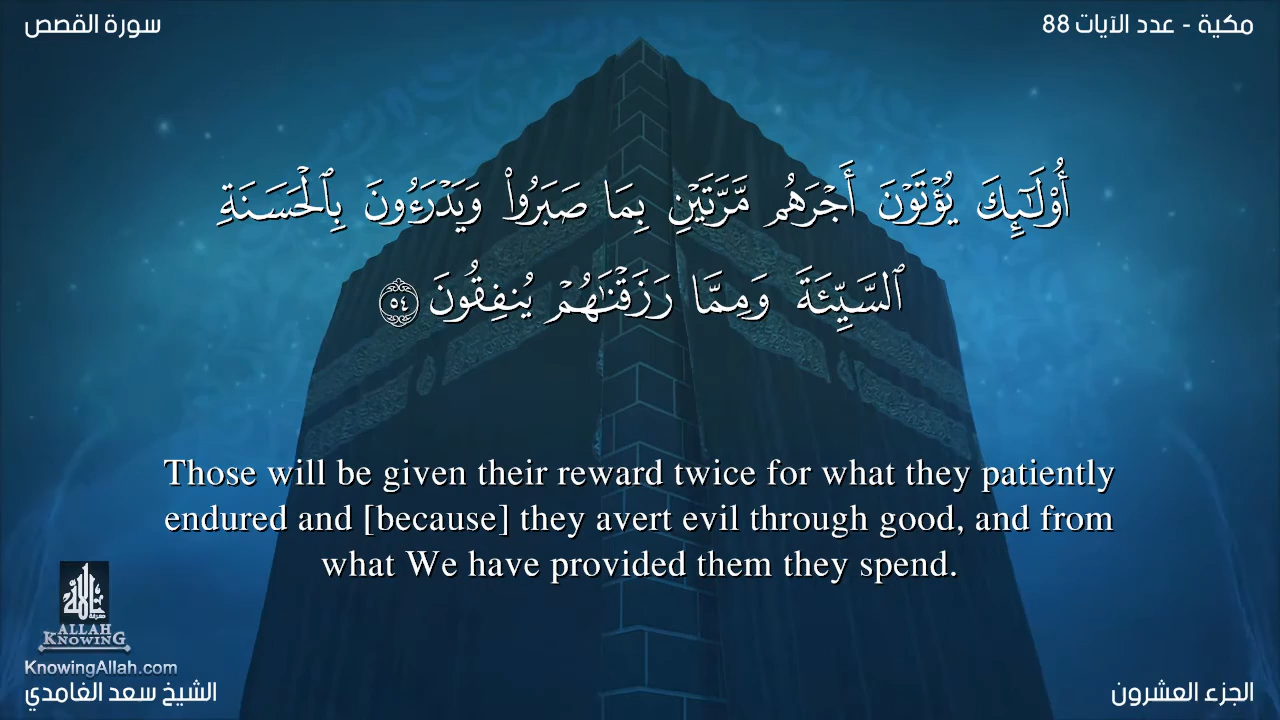 سورة القصص
مكية - عدد الآيات 88
أُو۟لَـٰٓئِكَ يُؤْتَوْنَ أَجْرَهُم مَّرَّتَيْنِ بِمَا صَبَرُوا۟ وَيَدْرَءُونَ بِٱلْحَسَنَةِ
ٱلسَّيِّئَةَ وَمِمَّا رَزَقْنَـٰهُمْ يُنفِقُونَ ٥٤
Those will be given their reward twice for what they patiently
endured and [because] they avert evil through good, and from
what We have provided them they spend.
معرفة الله
KNOWING ALLAH
KnowingAllah.com
الشيخ سعد الغامدي
الجزء العشرون